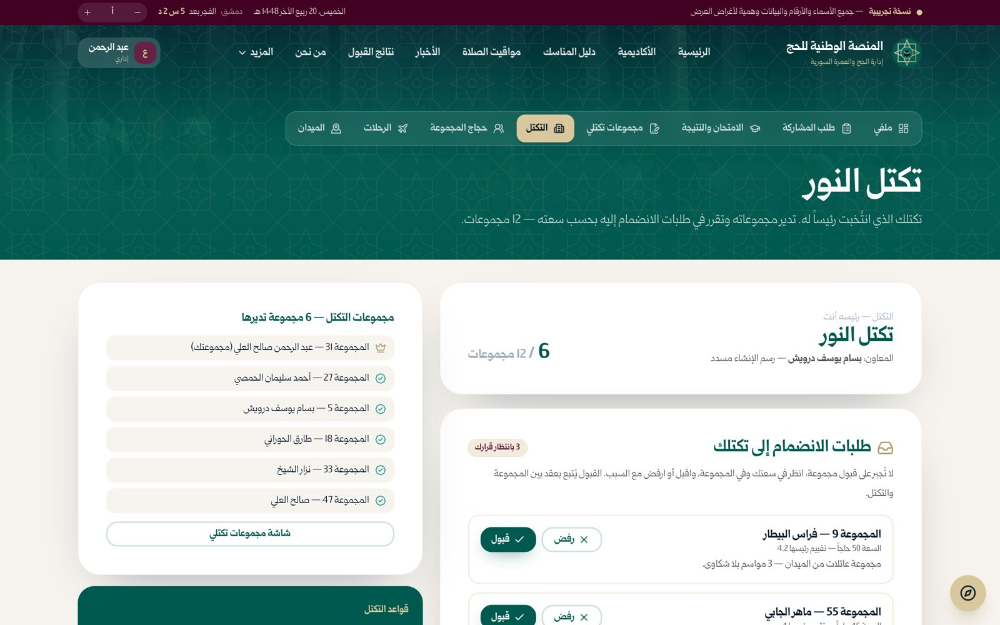 نسخة تجريبية — جميع الأسماء والأرقام والبيانات وهمية لأغراض العرض
الخميس، 20 ربيع الآخر 1448 هـ
دمشق: الفجر بعد 5 س 2 د
− أ +
المنصة الوطنية للحج
إدارة الحج والعمرة السورية
الرئيسية
الأكاديمية
دليل المناسك
مواقيت الصلاة
الأخبار
نتائج القبول
من نحن
المزيد
عبد الرحمن
إداري
ع
ملفي
طلب المشاركة
الامتحان والنتيجة
مجموعات تكتلي
التكتل
حجاج المجموعة
الرحلات
الميدان
تكتل النور
تكتلك الذي انتُخبت رئيساً له. تدير مجموعاته وتقرر في طلبات الانضمام إليه بحسب سعته — 12 مجموعات.
التكتل — رئيسه أنت
تكتل النور
المعاون: بسام يوسف درويش — رسم الإنشاء مسدد
6 / 12 مجموعات
طلبات الانضمام إلى تكتلك
3 بانتظار قرارك
لا تُجبر على قبول مجموعة: انظر في سعتك وفي المجموعة، واقبل أو ارفض مع السبب. القبول يُتبع بعقد بين المجموعة
والتكتل.
المجموعة 9 — فراس البيطار
السعة 50 حاجاً — تقييم رئيسها 4.2
مجموعة عائلات من الميدان — 3 مواسم بلا شكاوى.
رفض
قبول
المجموعة 55 — ماهر الجابي
رفض
قبول
مجموعات التكتل — 6 مجموعة تديرها
المجموعة 31 — عبد الرحمن صالح العلي (مجموعتك)
المجموعة 27 — أحمد سليمان الحمصي
المجموعة 5 — بسام يوسف درويش
المجموعة 18 — طارق الحوراني
المجموعة 33 — نزار الشيخ
المجموعة 47 — صالح العلي
شاشة مجموعات تكتلي
قواعد التكتل